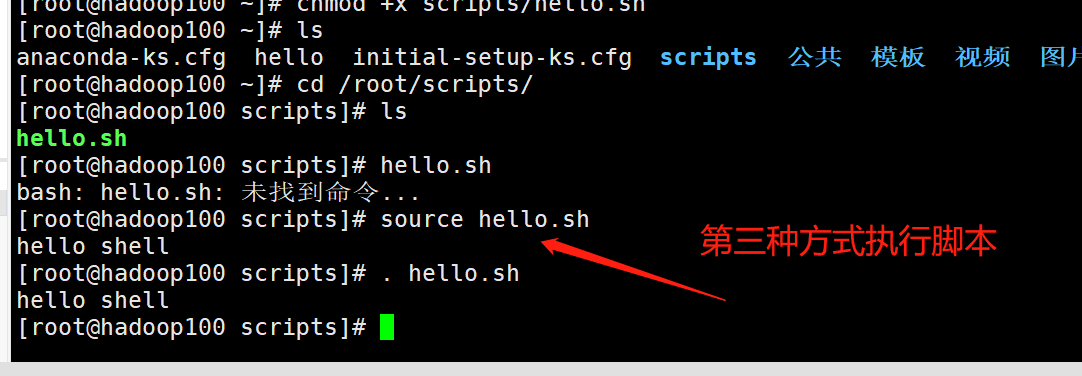 [root@hadoop100 ~]# chmod +x scripts/hello.sh
[root@hadoop100 ~]# ls
anaconda-ks.cfg  hello  initial-setup-ks.cfg  scripts  公共  模板  视频  图片
[root@hadoop100 ~]# cd /root/scripts/
[root@hadoop100 scripts]# ls
hello.sh
[root@hadoop100 scripts]# hello.sh
bash: hello.sh: 未找到命令...
[root@hadoop100 scripts]# source hello.sh
hello shell
第三种方式执行脚本
[root@hadoop100 scripts]# . hello.sh
hello shell
[root@hadoop100 scripts]#